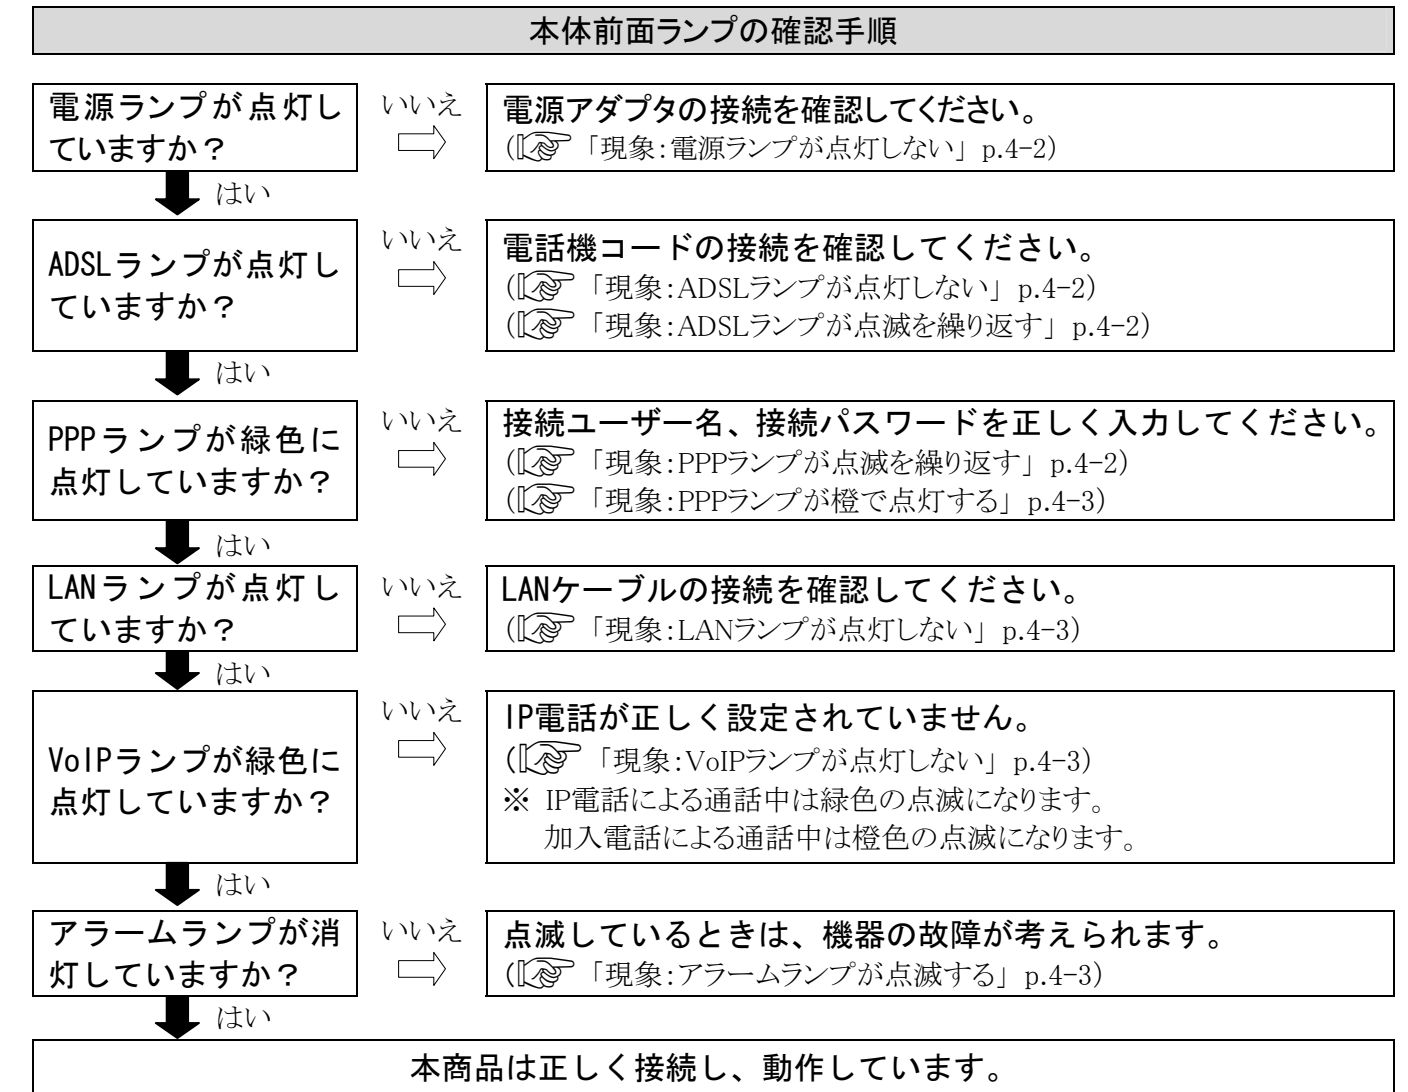 本体前面ランプの確認手順
電源ランプが点灯し
ていますか？
いいえ
電源アダプタの接続を確認してください。
(「現象：電源ランプが点灯しない」 p.4-2)
はい
ADSLランプが点灯し
ていますか？
いいえ
電話機コードの接続を確認してください。
(「現象：ADSLランプが点灯しない」 p.4-2)
(「現象：ADSLランプが点滅を繰り返す」 p.4-2)
はい
PPPランプが緑色に
点灯していますか？
いいえ
接続ユーザー名、接続パスワードを正しく入力してください。
(「現象：PPPランプが点滅を繰り返す」 p.4-2)
(「現象：PPPランプが橙で点灯する」 p.4-3)
はい
LANランプが点灯し
ていますか？
いいえ
LANケーブルの接続を確認してください。
(「現象：LANランプが点灯しない」 p.4-3)
はい
VoIPランプが緑色に
点灯していますか？
いいえ
IP電話が正しく設定されていません。
(「現象：VoIPランプが点灯しない」 p.4-3)
※ IP電話による通話中は緑色の点滅になります。
加入電話による通話中は橙色の点滅になります。
はい
アラームランプが消
灯していますか？
いいえ
点滅しているときは、機器の故障が考えられます。
(「現象：アラームランプが点滅する」 p.4-3)
はい
本商品は正しく接続し、動作しています。